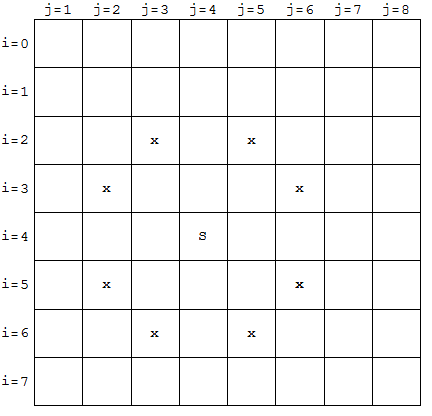 j=1 j=2 j=3 j=4 j=5 j=6 j=7 j=8
i=0
i=1
i=2 x x
i=3 x x
i=4 S
i=5 x x
i=6 x x
i=7